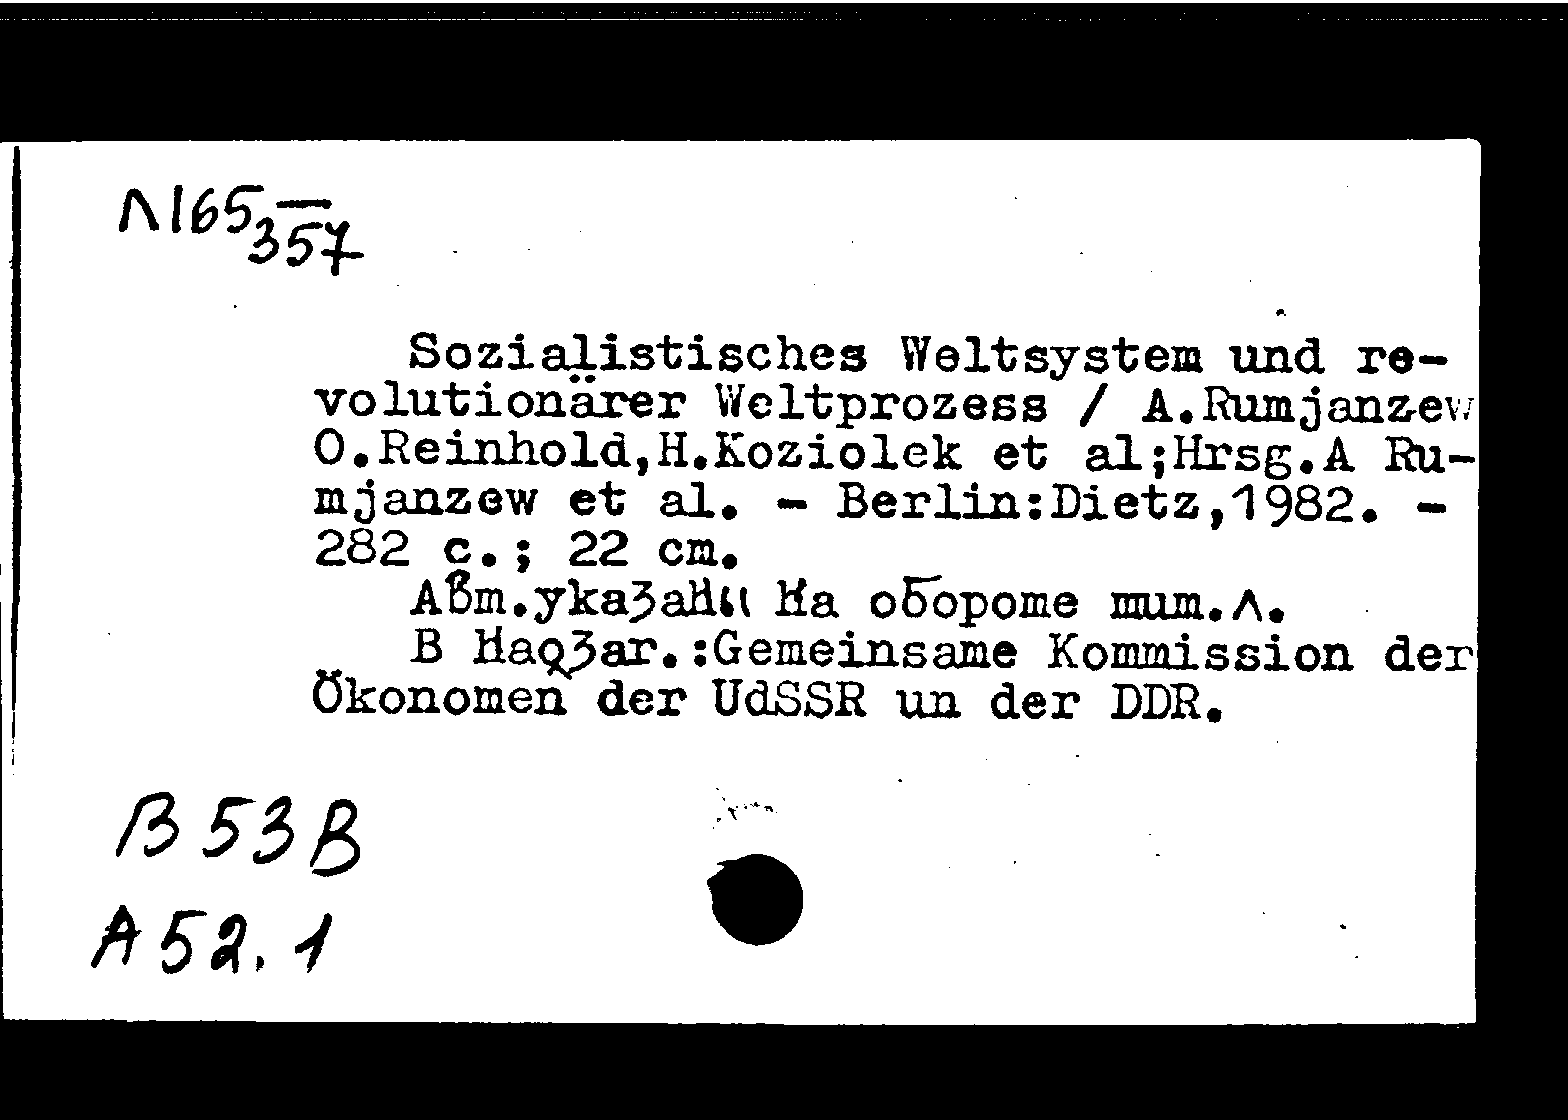 Л165-
357
Sozialistisches Weltsystem und re-
volutionärer Weltprozess / A.Rumjanzew
O.Reinhold,H.Koziolek et al;Hrsg.A Ru-
mjanzew et al. - Berlin:Dietz,1982. -
282 c.; 22 cm.
Авт.указаны на обороте тит.л.
В надзаг.:Gemeinsame Kommission der
Ökonomen der UdSSR un der DDR.
В 53 В
А 52.1